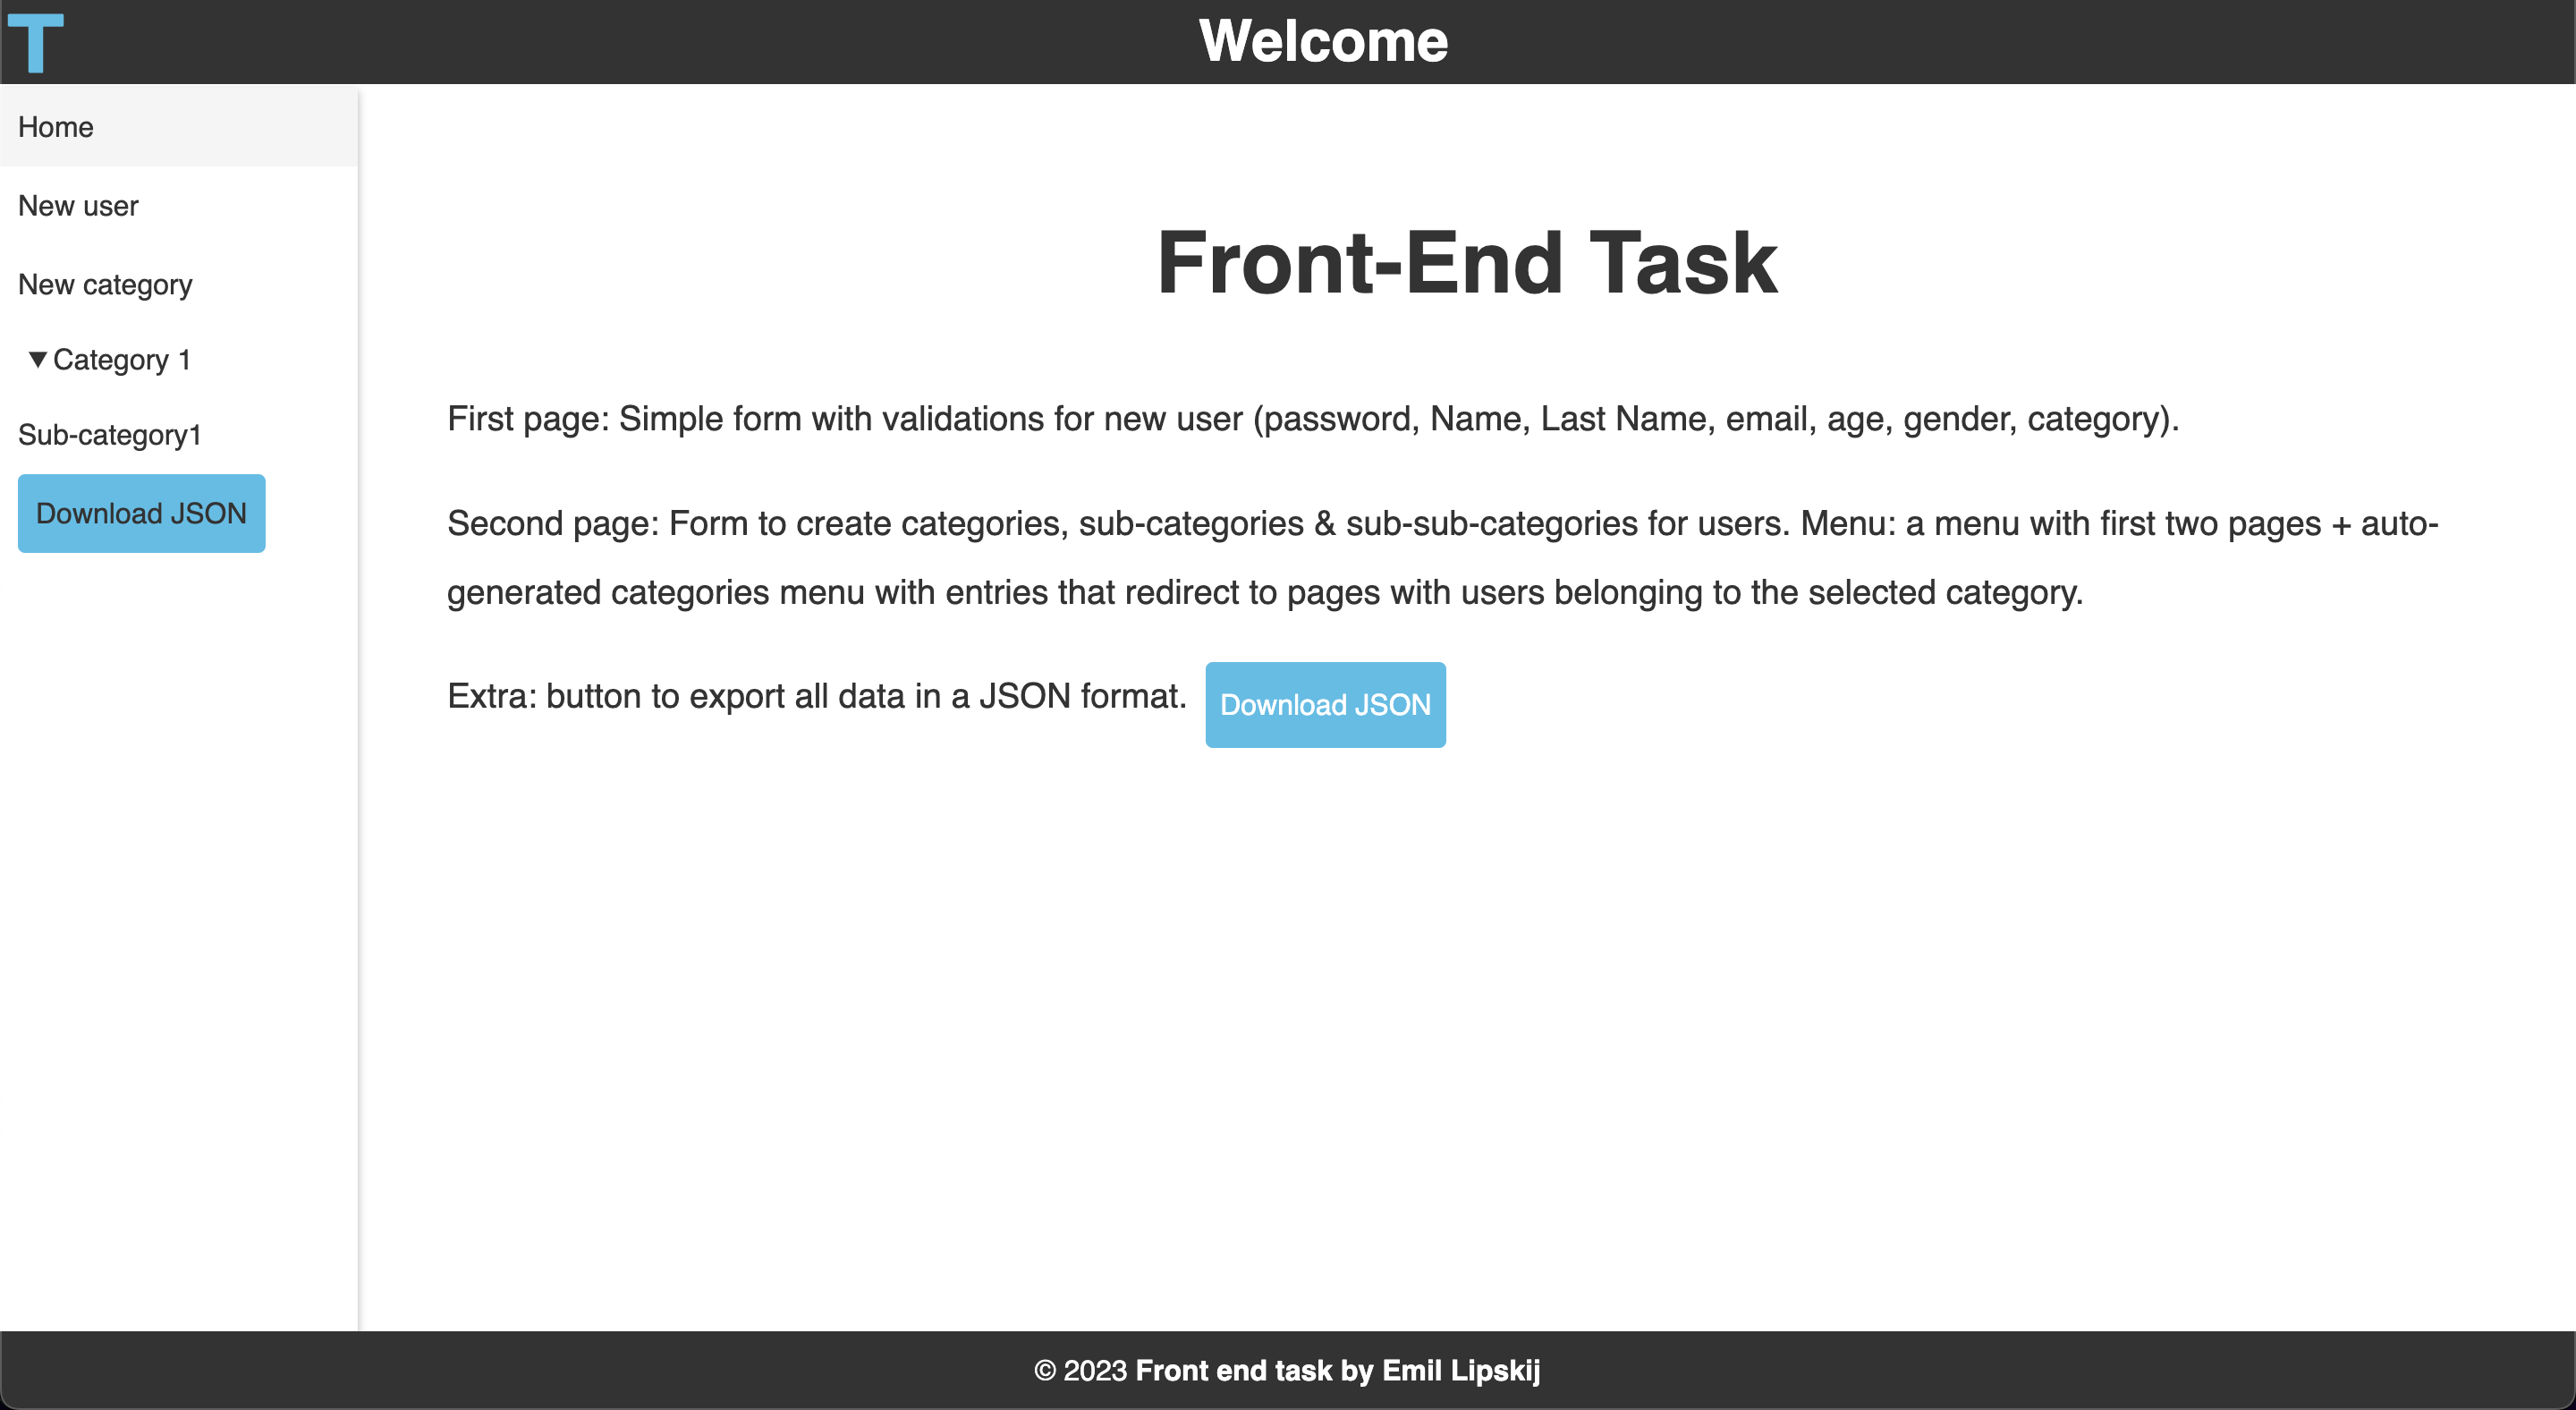 T
Welcome
Home
New user
New category
▼ Category 1
Sub-category1
Download JSON
Front-End Task
First page: Simple form with validations for new user (password, Name, Last Name, email, age, gender, category).
Second page: Form to create categories, sub-categories & sub-sub-categories for users. Menu: a menu with first two pages + auto-
generated categories menu with entries that redirect to pages with users belonging to the selected category.
Extra: button to export all data in a JSON format. Download JSON
© 2023 Front end task by Emil Lipskij